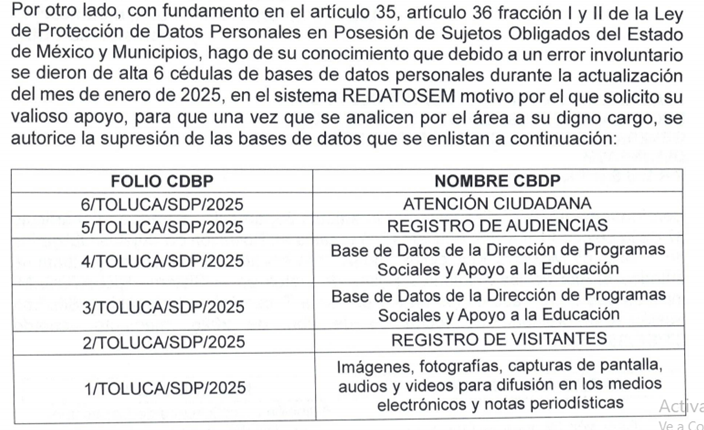 Por otro lado, con fundamento en el artículo 35, artículo 36 fracción I y II de la Ley
de Protección de Datos Personales en Posesión de Sujetos Obligados del Estado
de México y Municipios, hago de su conocimiento que debido a un error involuntario
se dieron de alta 6 cédulas de bases de datos personales durante la actualización
del mes de enero de 2025, en el sistema REDATOSEM motivo por el que solicito su
valioso apoyo, para que una vez que se analicen por el área a su digno cargo, se
autorice la supresión de las bases de datos que se enlistan a continuación:
FOLIO CDBP NOMBRE CBDP
6/TOLUCA/SDP/2025 ATENCIÓN CIUDADANA
5/TOLUCA/SDP/2025 REGISTRO DE AUDIENCIAS
4/TOLUCA/SDP/2025 Base de Datos de la Dirección de Programas
Sociales y Apoyo a la Educación
3/TOLUCA/SDP/2025 Base de Datos de la Dirección de Programas
Sociales y Apoyo a la Educación
2/TOLUCA/SDP/2025 REGISTRO DE VISITANTES
1/TOLUCA/SDP/2025 Imágenes, fotografías, capturas de pantalla,
audios y videos para difusión en los medios
electrónicos y notas periodísticas
Activa
Ve a Co